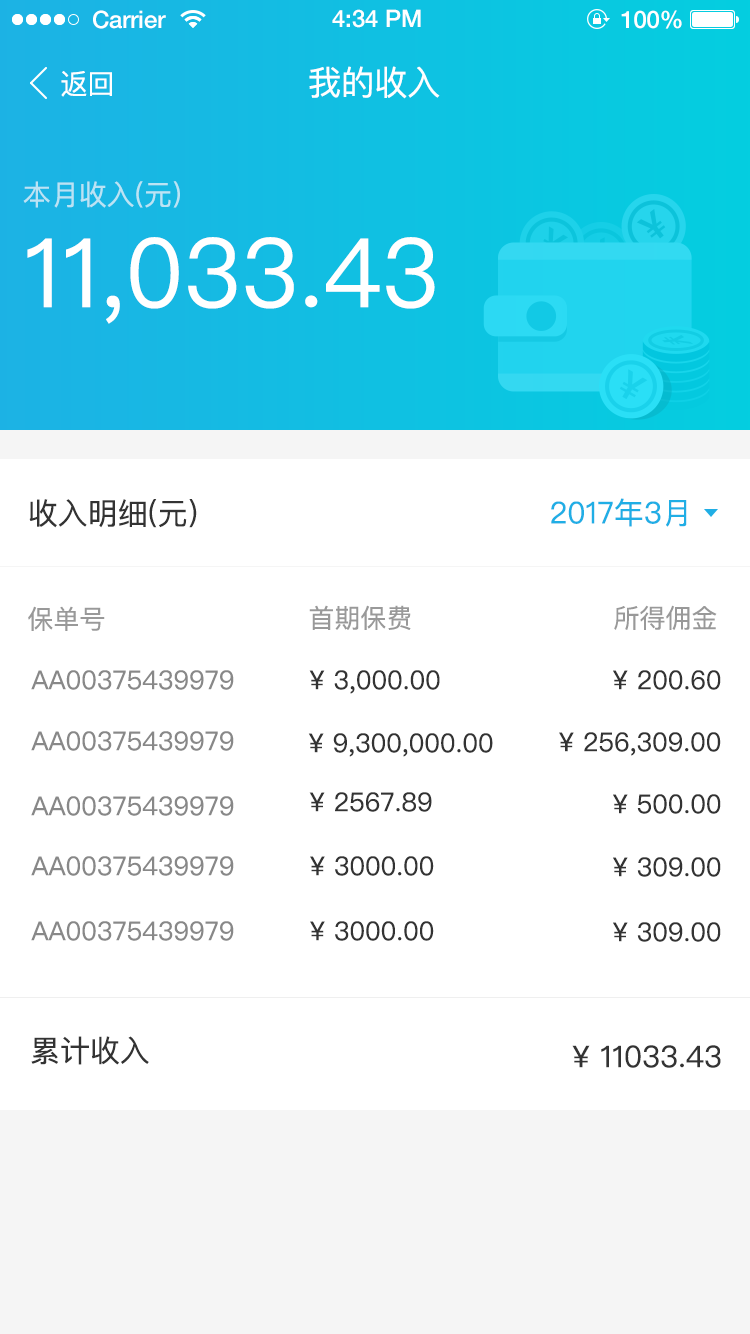 Carrier 4:34 PM 100%
返回 我的收入
本月收入(元)
11,033.43
收入明细(元) 2017年3月
保单号 首期保费 所得佣金
AA00375439979 ¥ 3,000.00 ¥ 200.60
AA00375439979 ¥ 9,300,000.00 ¥ 256,309.00
AA00375439979 ¥ 2567.89 ¥ 500.00
AA00375439979 ¥ 3000.00 ¥ 309.00
AA00375439979 ¥ 3000.00 ¥ 309.00
累计收入 ¥ 11033.43